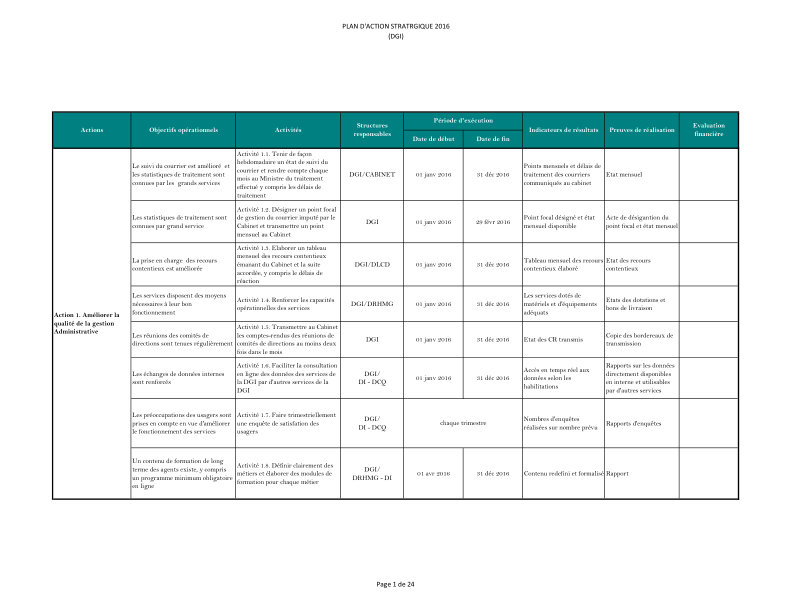 PLAN D'ACTION STRATRGIQUE 2016
(DGI)
Actions
Objectifs opérationnels
Activités
Structures
responsables
Période d'exécution
Date de début
Date de fin
Indicateurs de résultats
Preuves de réalisation
Evaluation
financière
Action 1. Améliorer la
qualité de la gestion
Administrative
Le suivi du courrier est amélioré et
les statistiques de traitement sont
connues par les grands services
Activité 1.1. Tenir de façon
hebdomadaire un état de suivi du
courrier et rendre compte chaque
mois au Ministre du traitement
effectué y compris les délais de
traitement
DGI/CABINET
01 janv 2016
31 déc 2016
Points mensuels et délais de
traitement des courriers
communiqués au cabinet
Etat mensuel
Les statistiques de traitement sont
connues par grand service
Activité 1.2. Désigner un point focal
de gestion du courrier imputé par le
Cabinet et transmettre un point
mensuel au Cabinet
DGI
01 janv 2016
29 févr 2016
Point focal désigné et état
mensuel disponible
Acte de désigantion du
point focal et état mensuel
La prise en charge des recours
contentieux est améliorée
Activité 1.3. Elaborer un tableau
mensuel des recours contentieux
émanant du Cabinet et la suite
accordée, y compris le délais de
réaction
DGI/DLCD
01 janv 2016
31 déc 2016
Tableau mensuel des recours
contentieux élaboré
Etat des recours
contentieux
Les services disposent des moyens
nécessaires à leur bon
fonctionnement
Activité 1.4. Renforcer les capacités
opérationnelles des services
DGI/DRHMG
01 janv 2016
31 déc 2016
Les services dotés de
matériels et d'équipements
adéquats
Etats des dotations et
bons de livraison
Les réunions des comités de
directions sont tenues régulièrement
Activité 1.5. Transmettre au Cabinet
les comptes-rendus des réunions de
comités de directions au moins deux
fois dans le mois
DGI
01 janv 2016
31 déc 2016
Etat des CR transmis
Copie des bordereaux de
transmission
Les échanges de données internes
sont renforcés
Activité 1.6. Faciliter la consultation
en ligne des données des services de
la DGI par d'autres services de la
DGI
DGI/
DI - DCQ
01 janv 2016
31 déc 2016
Accès en temps réel aux
données selon les
habilitations
Rapports sur les données
directement disponibles
en interne et utilisables
par d'autres services
Les préoccupations des usagers sont
prises en compte en vue d'améliorer
le fonctionnement des services
Activité 1.7. Faire trimestriellement
une enquête de satisfaction des
usagers
DGI/
DI - DCQ
chaque trimestre
Nombres d'enquêtes
réalisées sur nombre prévu
Rapports d'enquêtes
Un contenu de formation de long
terme des agents existe, y compris
un programme minimum obligatoire
en ligne
Activité 1.8. Définir clairement des
métiers et élaborer des modules de
formation pour chaque métier
DGI/
DRHMG - DI
01 avr 2016
31 déc 2016
Contenu redefini et formalisé
Rapport
Page 1 de 24